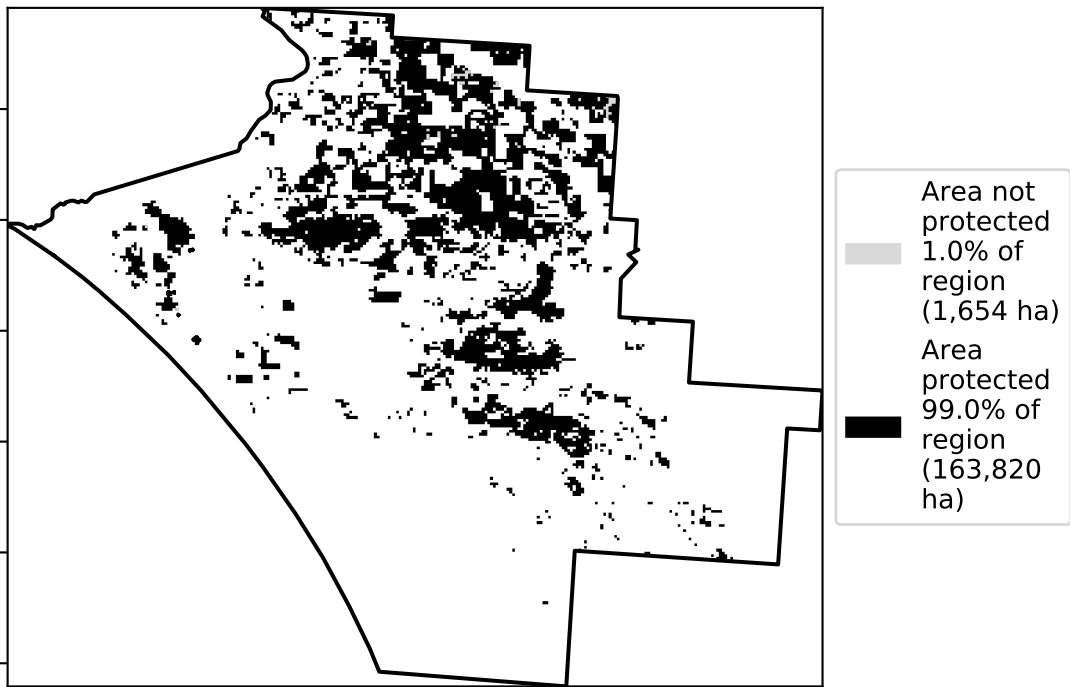 Area not
protected
1.0% of
region
(1,654 ha)
Area
protected
99.0% of
region
(163,820
ha)